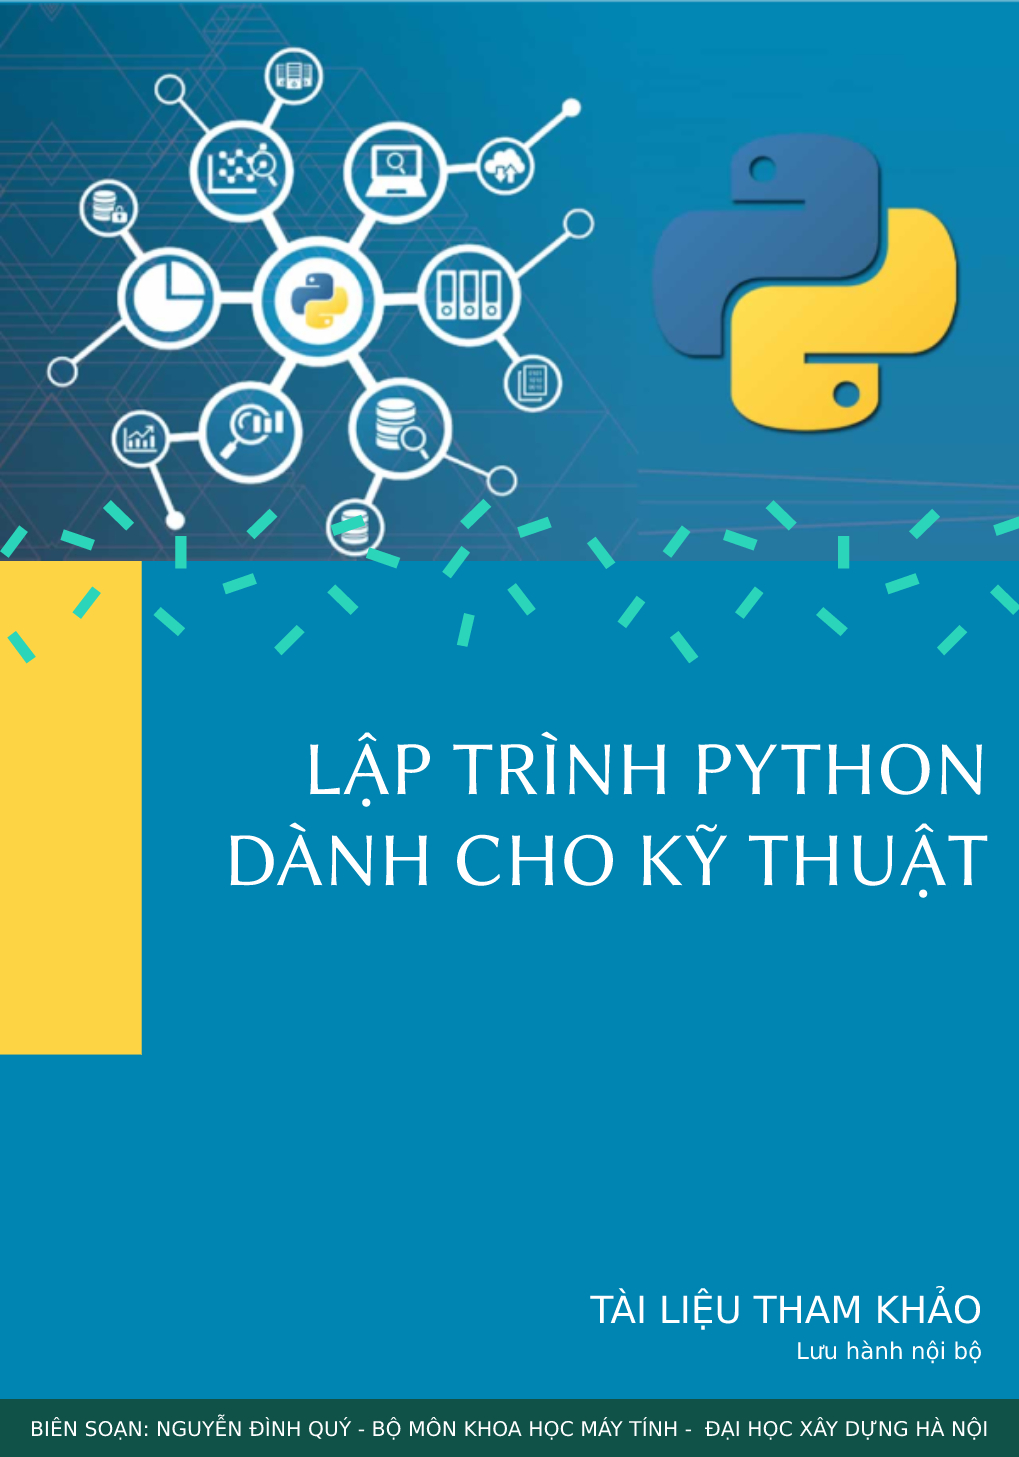 LẬP TRÌNH PYTHON
DÀNH CHO KỸ THUẬT
TÀI LIỆU THAM KHẢO
Lưu hành nội bộ
BIÊN SOẠN: NGUYỄN ĐÌNH QUÝ - BỘ MÔN KHOA HỌC MÁY TÍNH - ĐẠI HỌC XÂY DỰNG HÀ NỘI